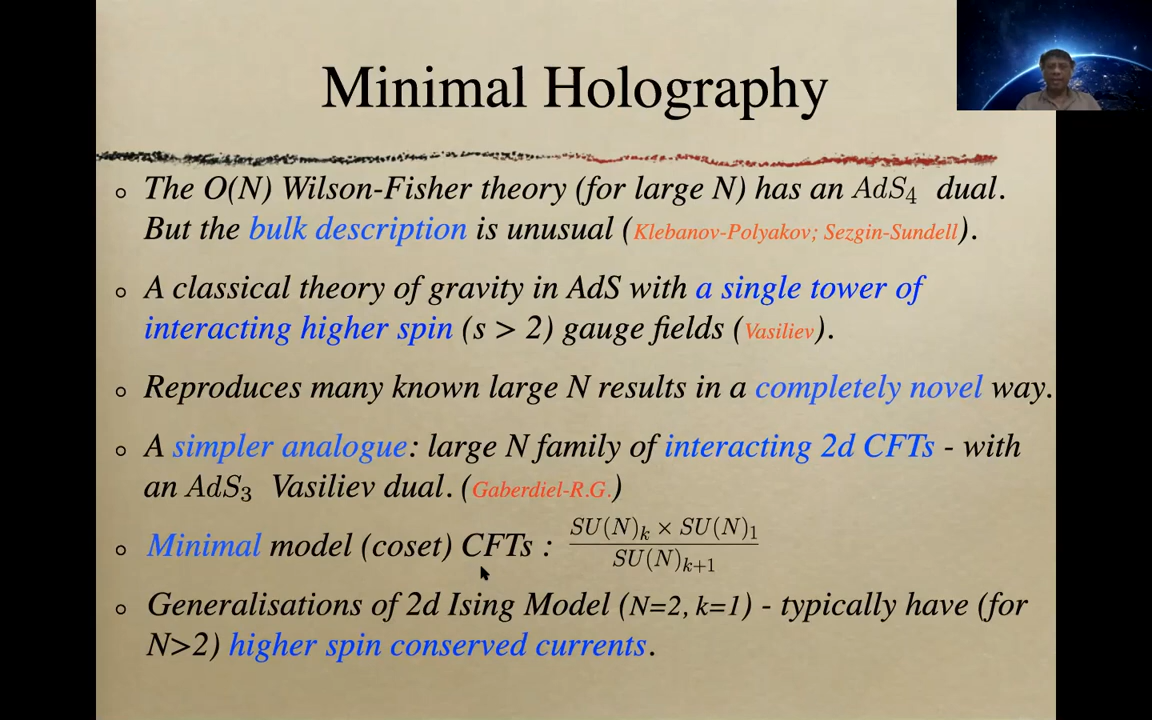 Minimal Holography
The O(N) Wilson-Fisher theory (for large N) has an AdS₄ dual.
But the bulk description is unusual (Klebanov-Polyakov; Sezgin-Sundell).
A classical theory of gravity in AdS with a single tower of
interacting higher spin (s > 2) gauge fields (Vasiliev).
Reproduces many known large N results in a completely novel way.
A simpler analogue: large N family of interacting 2d CFTs - with
an AdS₃ Vasiliev dual. (Gaberdiel-R.G.)
Minimal model (coset) CFTs : \frac{SU(N)_k × SU(N)_1}{SU(N)_{k+1}}
Generalisations of 2d Ising Model (N=2, k=1) - typically have (for
N>2) higher spin conserved currents.